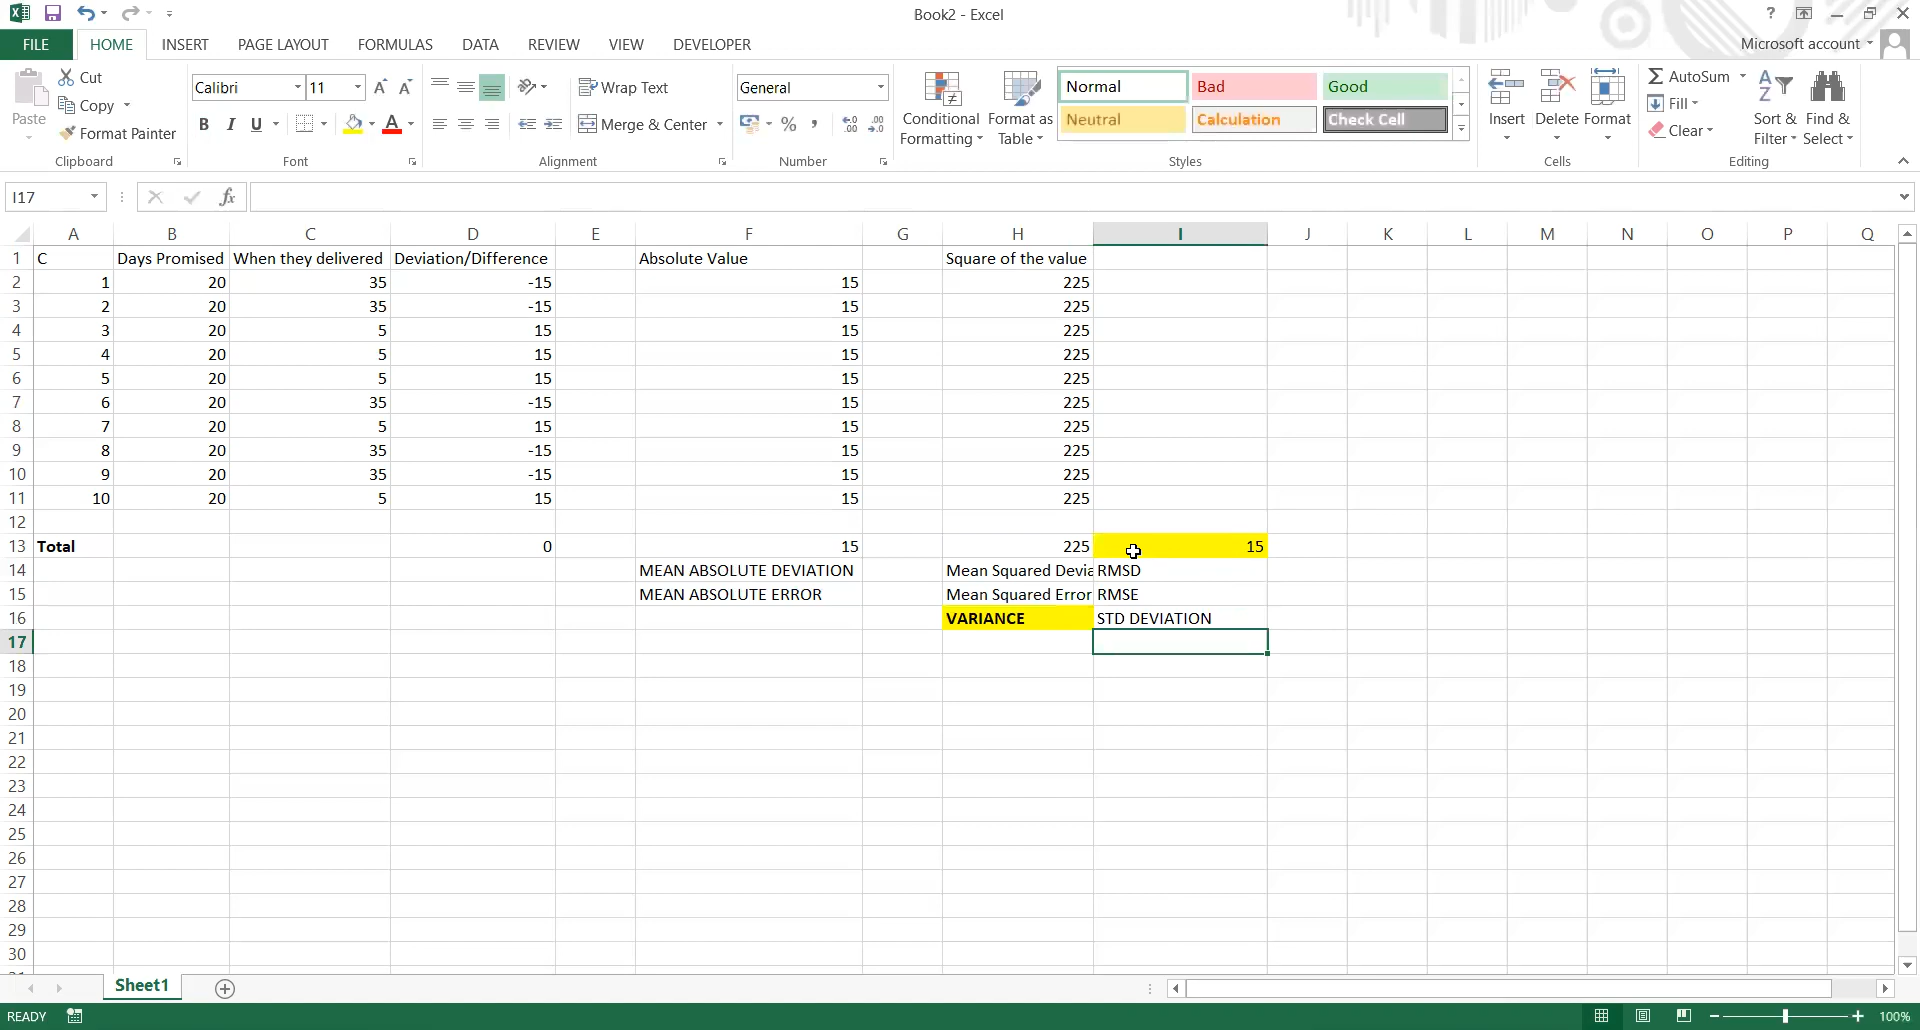 Book2 - Excel
?
FILE HOME INSERT PAGE LAYOUT FORMULAS DATA REVIEW VIEW DEVELOPER Microsoft account
Paste Cut Copy Format Painter Clipboard
Calibri 11 B I U A Font
Wrap Text Merge & Center Alignment
General % , Number
Conditional Formatting Format as Table
Normal Bad Good
Neutral Calculation Check Cell
Styles
Insert Delete Format Cells
AutoSum Fill Clear Sort & Filter Find & Select Editing
I17 fx
A B C D E F G H I J K L M N O P Q
1 C Days Promised When they delivered Deviation/Difference Absolute Value Square of the value
2 1 20 35 -15 15 225
3 2 20 35 -15 15 225
4 3 20 5 15 15 225
5 4 20 5 15 15 225
6 5 20 5 15 15 225
7 6 20 35 -15 15 225
8 7 20 5 15 15 225
9 8 20 35 -15 15 225
10 9 20 35 -15 15 225
11 10 20 5 15 15 225
12
13 Total 0 15 225 15
14 MEAN ABSOLUTE DEVIATION Mean Squared Devia RMSD
15 MEAN ABSOLUTE ERROR Mean Squared Error RMSE
16 VARIANCE STD DEVIATION
17
18
19
20
21
22
23
24
25
26
27
28
29
30
Sheet1
READY 100%